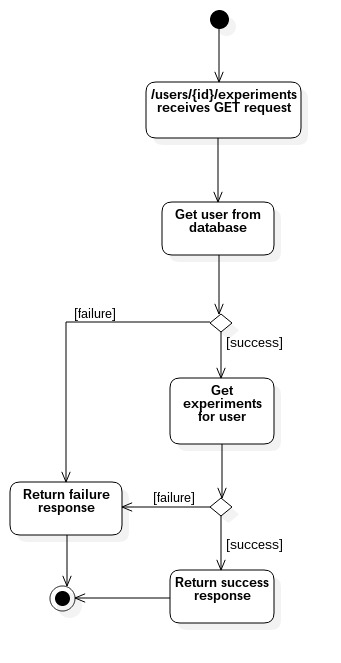 /users/{id}/experiments
receives GET request
Get user from
database
[failure]
[success]
Get
experiments
for user
Return failure
response
[failure]
[success]
Return success
response